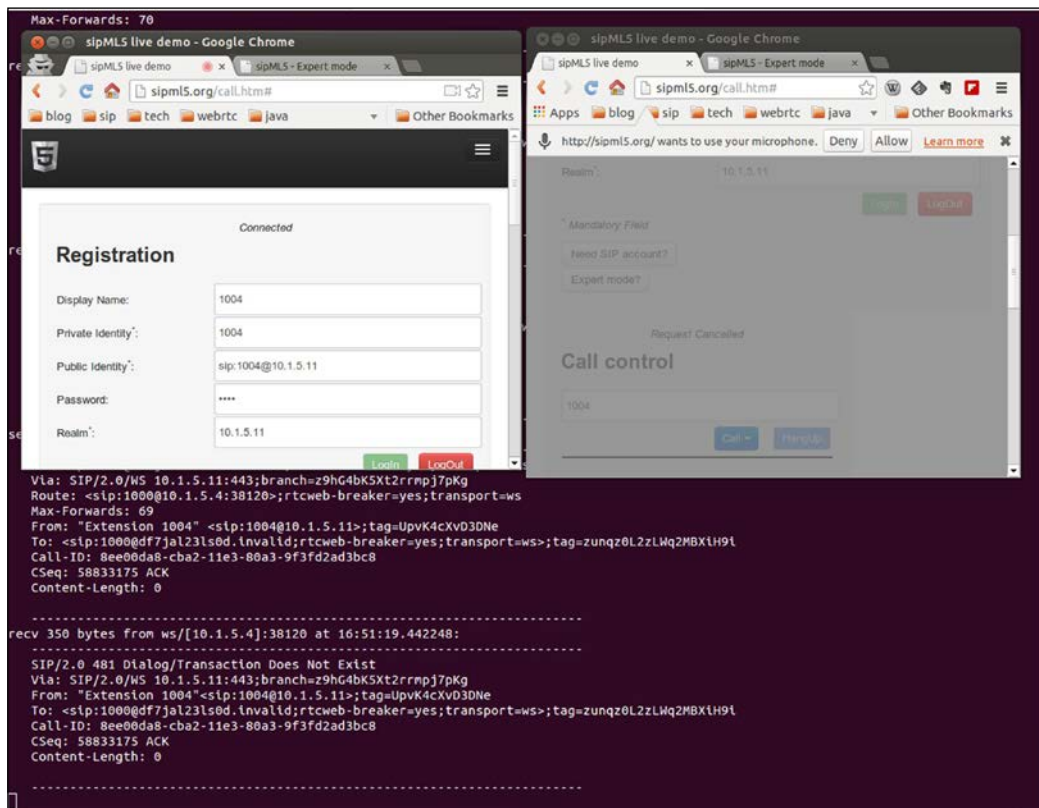 Max-Forwards: 70
sipML5 live demo - Google Chrome
sipML5 live demo
sipML5 - Expert mode
sipml5.org/call.htm#
blog sip tech webrtc java Other Bookmarks
Connected
Registration
Display Name: 1004
Private Identity*: 1004
Public Identity*: sip:1004@10.1.5.11
Password: ••••
Realm*: 10.1.5.11
LogIn LogOut
sipML5 live demo - Google Chrome
sipML5 live demo
sipML5 - Expert mode
sipml5.org/call.htm#
Apps blog sip tech webrtc java Other Bookmarks
http://sipml5.org/ wants to use your microphone. Deny Allow Learn more
Realm*: 10.1.5.11
LogIn LogOut
* Mandatory Field
Need SIP account?
Expert mode?
Request Cancelled
Call control
1004
Call HangUp
Via: SIP/2.0/WS 10.1.5.11:443;branch=z9hG4bK5Xt2rrmpj7pKg
Route: <sip:1000@10.1.5.4:38120>;rtcweb-breaker=yes;transport=ws
Max-Forwards: 69
From: "Extension 1004" <sip:1004@10.1.5.11>;tag=UpvK4cXvD3DNe
To: <sip:1000@df7jal23ls0d.invalid;rtcweb-breaker=yes;transport=ws>;tag=zunqz0L2zLWq2MBXiH9i
Call-ID: 8ee00da8-cba2-11e3-80a3-9f3fd2ad3bc8
CSeq: 58833175 ACK
Content-Length: 0
recv 350 bytes from ws/[10.1.5.4]:38120 at 16:51:19.442248:
SIP/2.0 481 Dialog/Transaction Does Not Exist
Via: SIP/2.0/WS 10.1.5.11:443;branch=z9hG4bK5Xt2rrmpj7pKg
From: "Extension 1004"<sip:1004@10.1.5.11>;tag=UpvK4cXvD3DNe
To: <sip:1000@df7jal23ls0d.invalid;rtcweb-breaker=yes;transport=ws>;tag=zunqz0L2zLWq2MBXiH9i
Call-ID: 8ee00da8-cba2-11e3-80a3-9f3fd2ad3bc8
CSeq: 58833175 ACK
Content-Length: 0